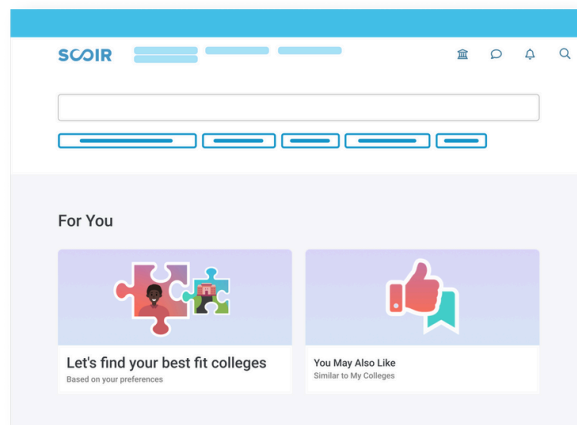 SCOIR
For You
Let's find your best fit colleges
Based on your preferences
You May Also Like
Similar to My Colleges